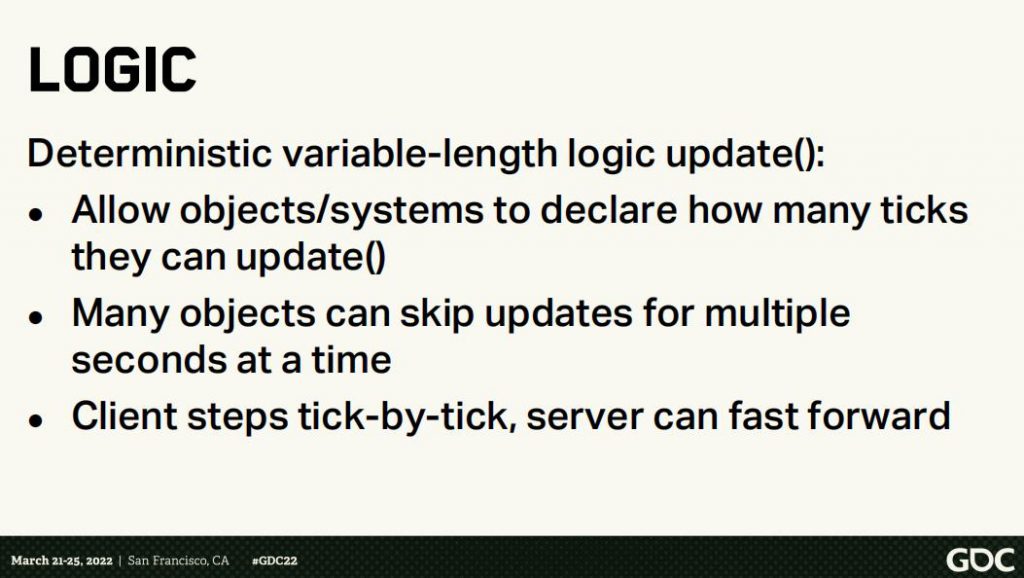 LOGIC
Deterministic variable-length logic update():
• Allow objects/systems to declare how many ticks
they can update()
• Many objects can skip updates for multiple
seconds at a time
• Client steps tick-by-tick, server can fast forward
March 21-25, 2022 | San Francisco, CA #GDC22
GDC